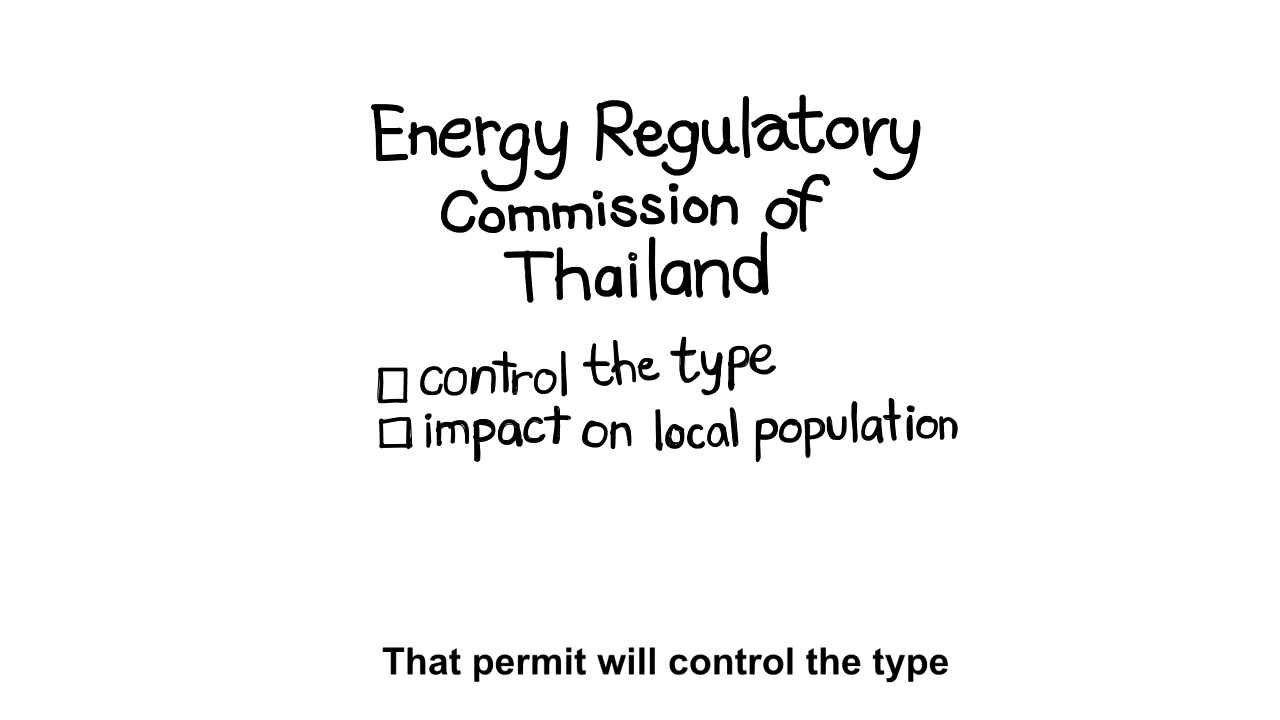 Energy Regulatory
Commission of
Thailand
□ control the type
□ impact on local population
That permit will control the type